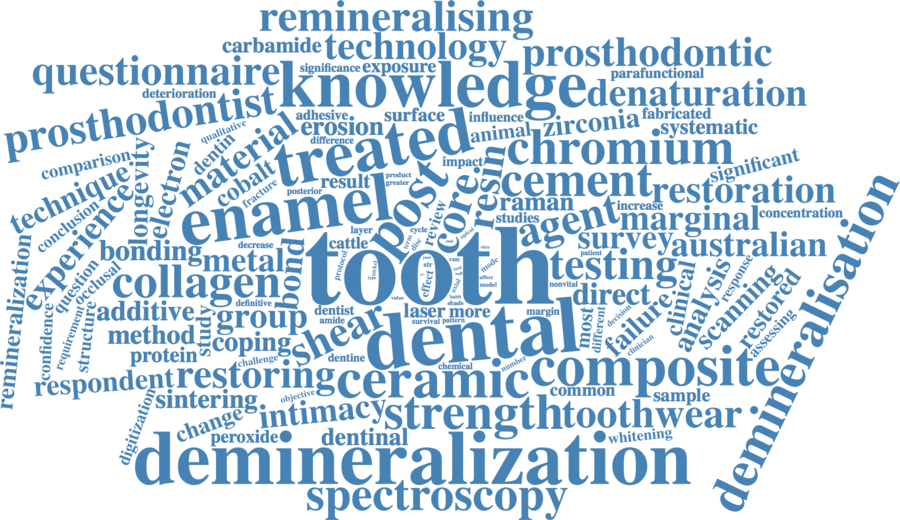 remineralising
carbamide
technology
prosthodontic
questionnaire
significance
exposure
parafunctional
knowledge
deterioration
denaturation
prosthodontist
qualitative
material
adhesive
surface
influence
fabricated
erosion
difference
treated
animal
zirconia
systematic
comparison
longevity
electron
dentin
cobalt
fracture
posterior
result
product
greater
impact
chromium
significant
technique
conclusion
experience
enamel
post
core
resin
cement
restoration
raman
studies
agent
increase
marginal
concentration
remineralization
question
occlusal
bonding
metal
decrease
bond
layer
cattle
protocol
review
cycle
term
disc
tooth
survey
patient
australian
testing
nonvital
collagen
definitive
value
effect
str
rate
mode
model
habit
shade
direct
clinical
analysis
response
scanning
restored
assessing
demineralisation
confidence
requirement
structure
additive
method
study
group
dentist
amide
shear
laser
more
survival
pattern
margin
most
different
decision
failure
clinician
protein
coping
challenge
dentine
dental
chemical
number
respondent
restoring
ceramic
composite
common
sample
digitization
sintering
objective
change
intimacy
strength
toothwear
peroxide
dentinal
whitening
demineralization
spectroscopy